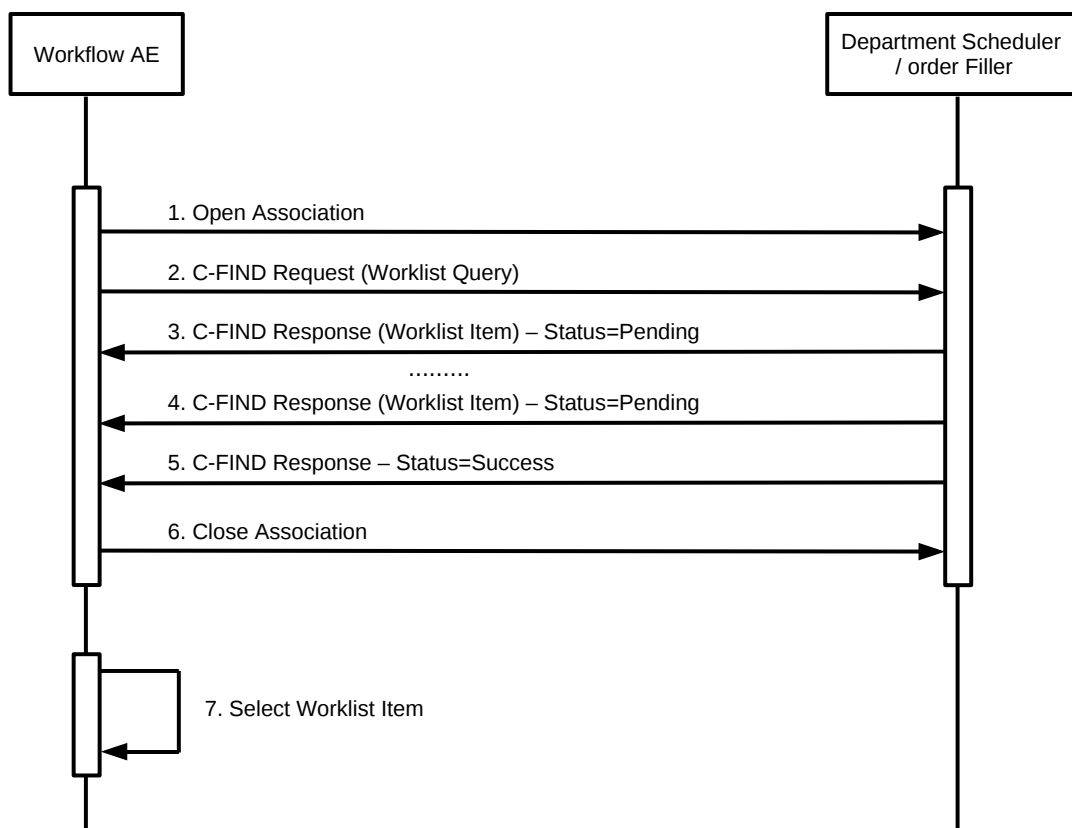 Workflow AE
Department Scheduler
/ order Filler
1. Open Association
2. C-FIND Request (Worklist Query)
3. C-FIND Response (Worklist Item) – Status=Pending
.........
4. C-FIND Response (Worklist Item) – Status=Pending
5. C-FIND Response – Status=Success
6. Close Association
7. Select Worklist Item